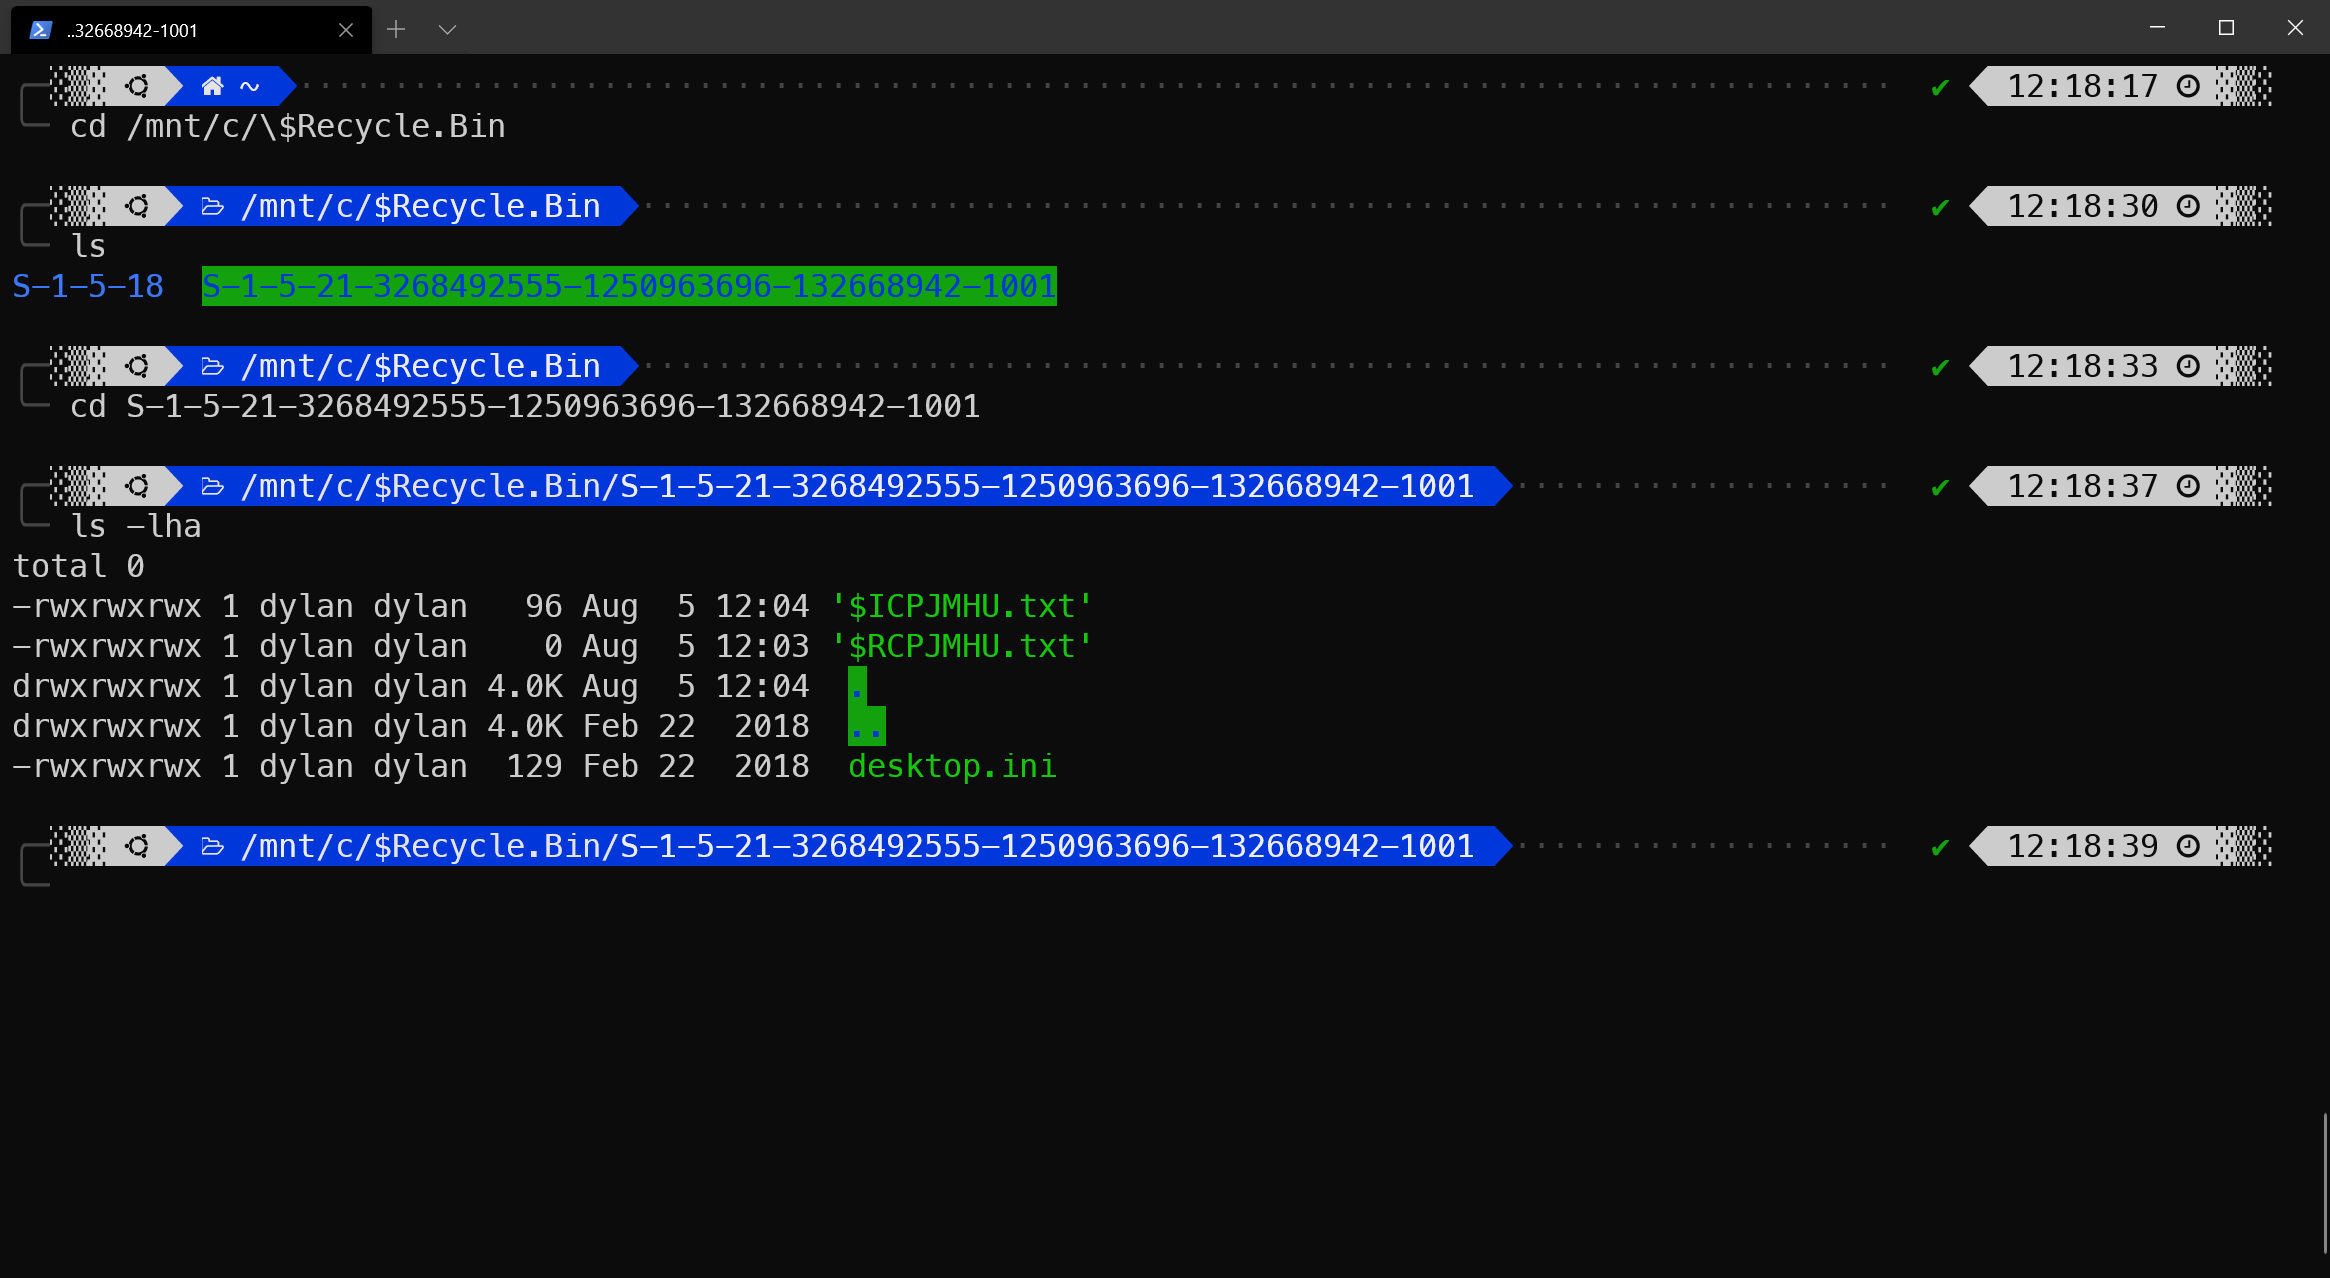 ..32668942-1001
~ ✔ 12:18:17
cd /mnt/c/\$Recycle.Bin
/mnt/c/$Recycle.Bin ✔ 12:18:30
ls
S-1-5-18  S-1-5-21-3268492555-1250963696-132668942-1001
/mnt/c/$Recycle.Bin ✔ 12:18:33
cd S-1-5-21-3268492555-1250963696-132668942-1001
/mnt/c/$Recycle.Bin/S-1-5-21-3268492555-1250963696-132668942-1001 ✔ 12:18:37
ls -lha
total 0
-rwxrwxrwx 1 dylan dylan   96 Aug  5 12:04 '$ICPJMHU.txt'
-rwxrwxrwx 1 dylan dylan    0 Aug  5 12:03 '$RCPJMHU.txt'
drwxrwxrwx 1 dylan dylan 4.0K Aug  5 12:04  .
drwxrwxrwx 1 dylan dylan 4.0K Feb 22  2018  ..
-rwxrwxrwx 1 dylan dylan  129 Feb 22  2018  desktop.ini
/mnt/c/$Recycle.Bin/S-1-5-21-3268492555-1250963696-132668942-1001 ✔ 12:18:39